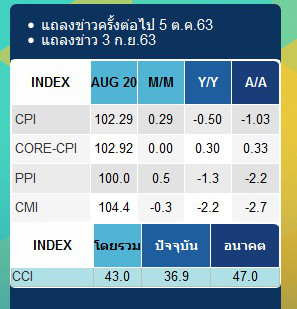 • แถลงข่าวครั้งต่อไป 5 ต.ค.63
• แถลงข่าว 3 ก.ย.63
INDEX AUG 20 M/M Y/Y A/A
CPI 102.29 0.29 -0.50 -1.03
CORE-CPI 102.92 0.00 0.30 0.33
PPI 100.0 0.5 -1.3 -2.2
CMI 104.4 -0.3 -2.2 -2.7
INDEX โดยรวม ปัจจุบัน อนาคต
CCI 43.0 36.9 47.0